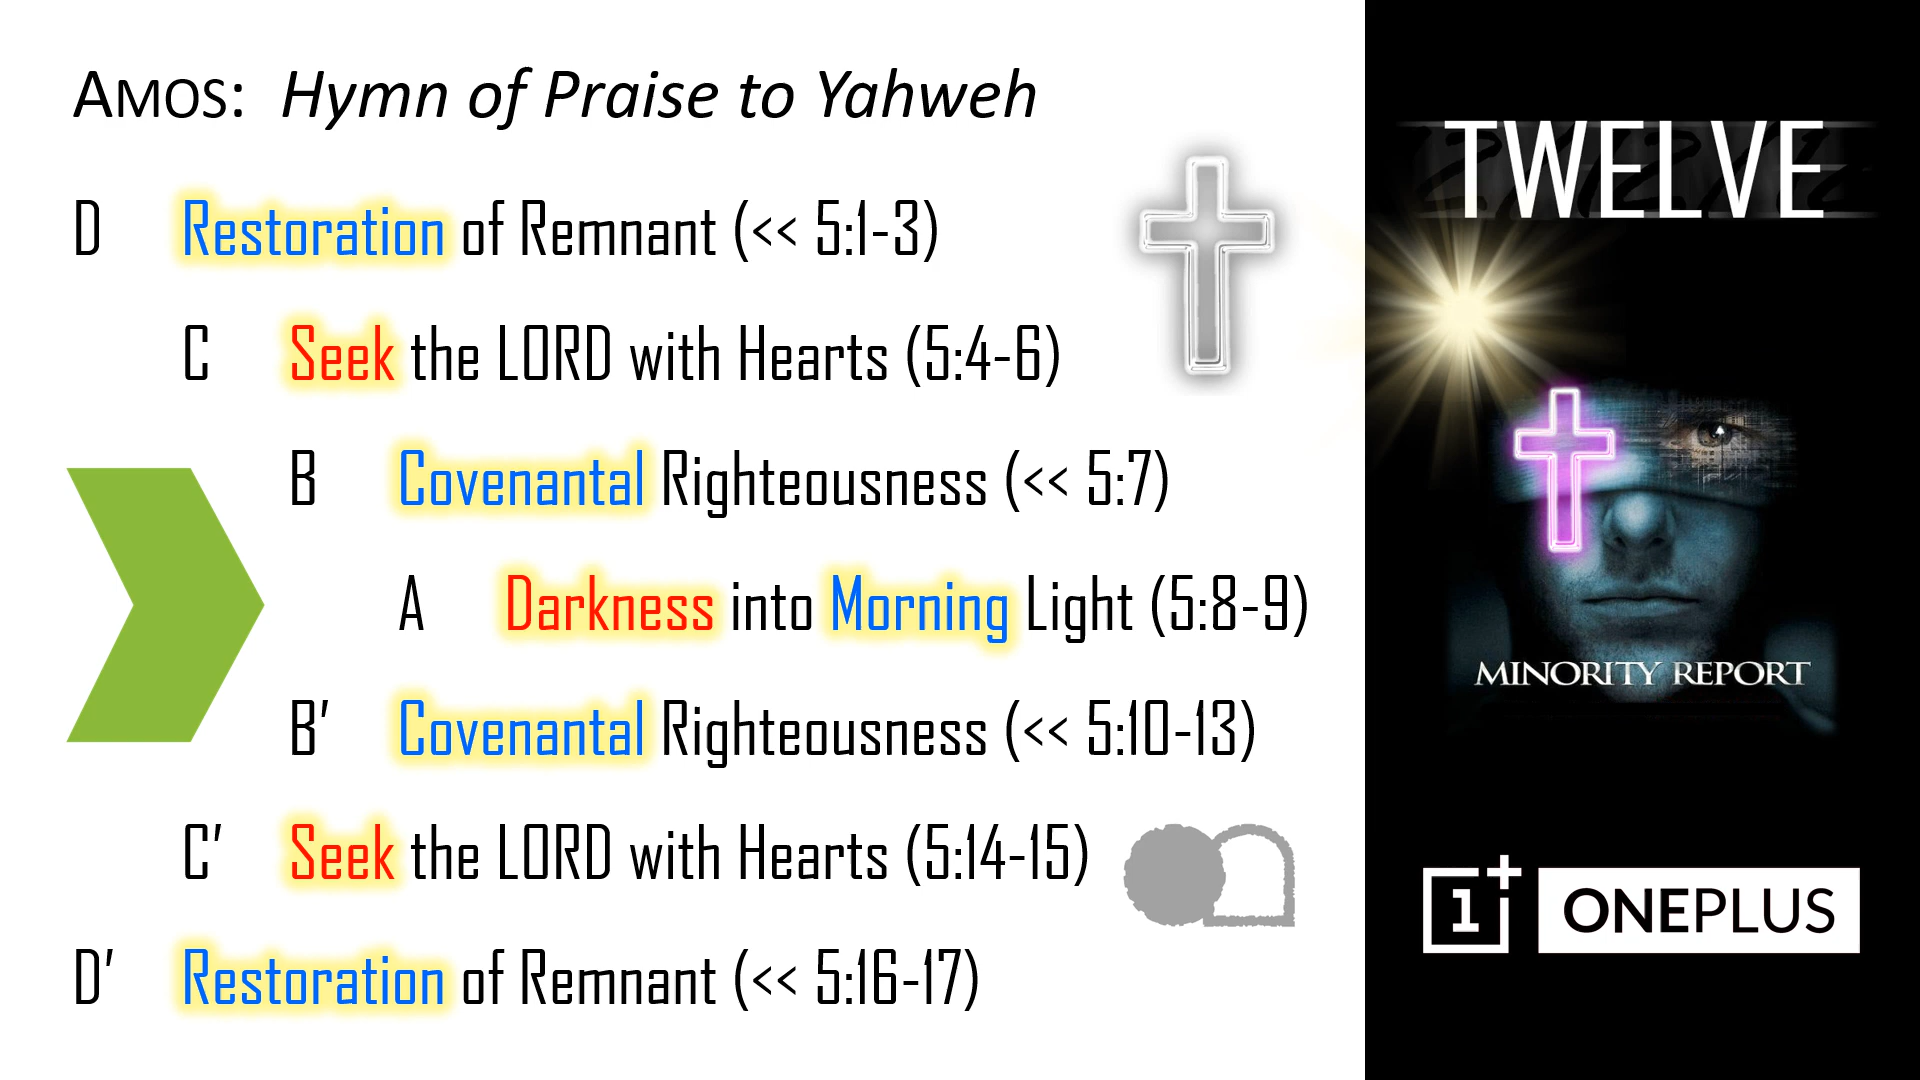 AMOS: Hymn of Praise to Yahweh
D Restoration of Remnant (<< 5:1-3)
C Seek the LORD with Hearts (5:4-6)
B Covenantal Righteousness (<< 5:7)
A Darkness into Morning Light (5:8-9)
B′ Covenantal Righteousness (<< 5:10-13)
C′ Seek the LORD with Hearts (5:14-15)
D′ Restoration of Remnant (<< 5:16-17)
TWELVE
MINORITY REPORT
1+ ONEPLUS